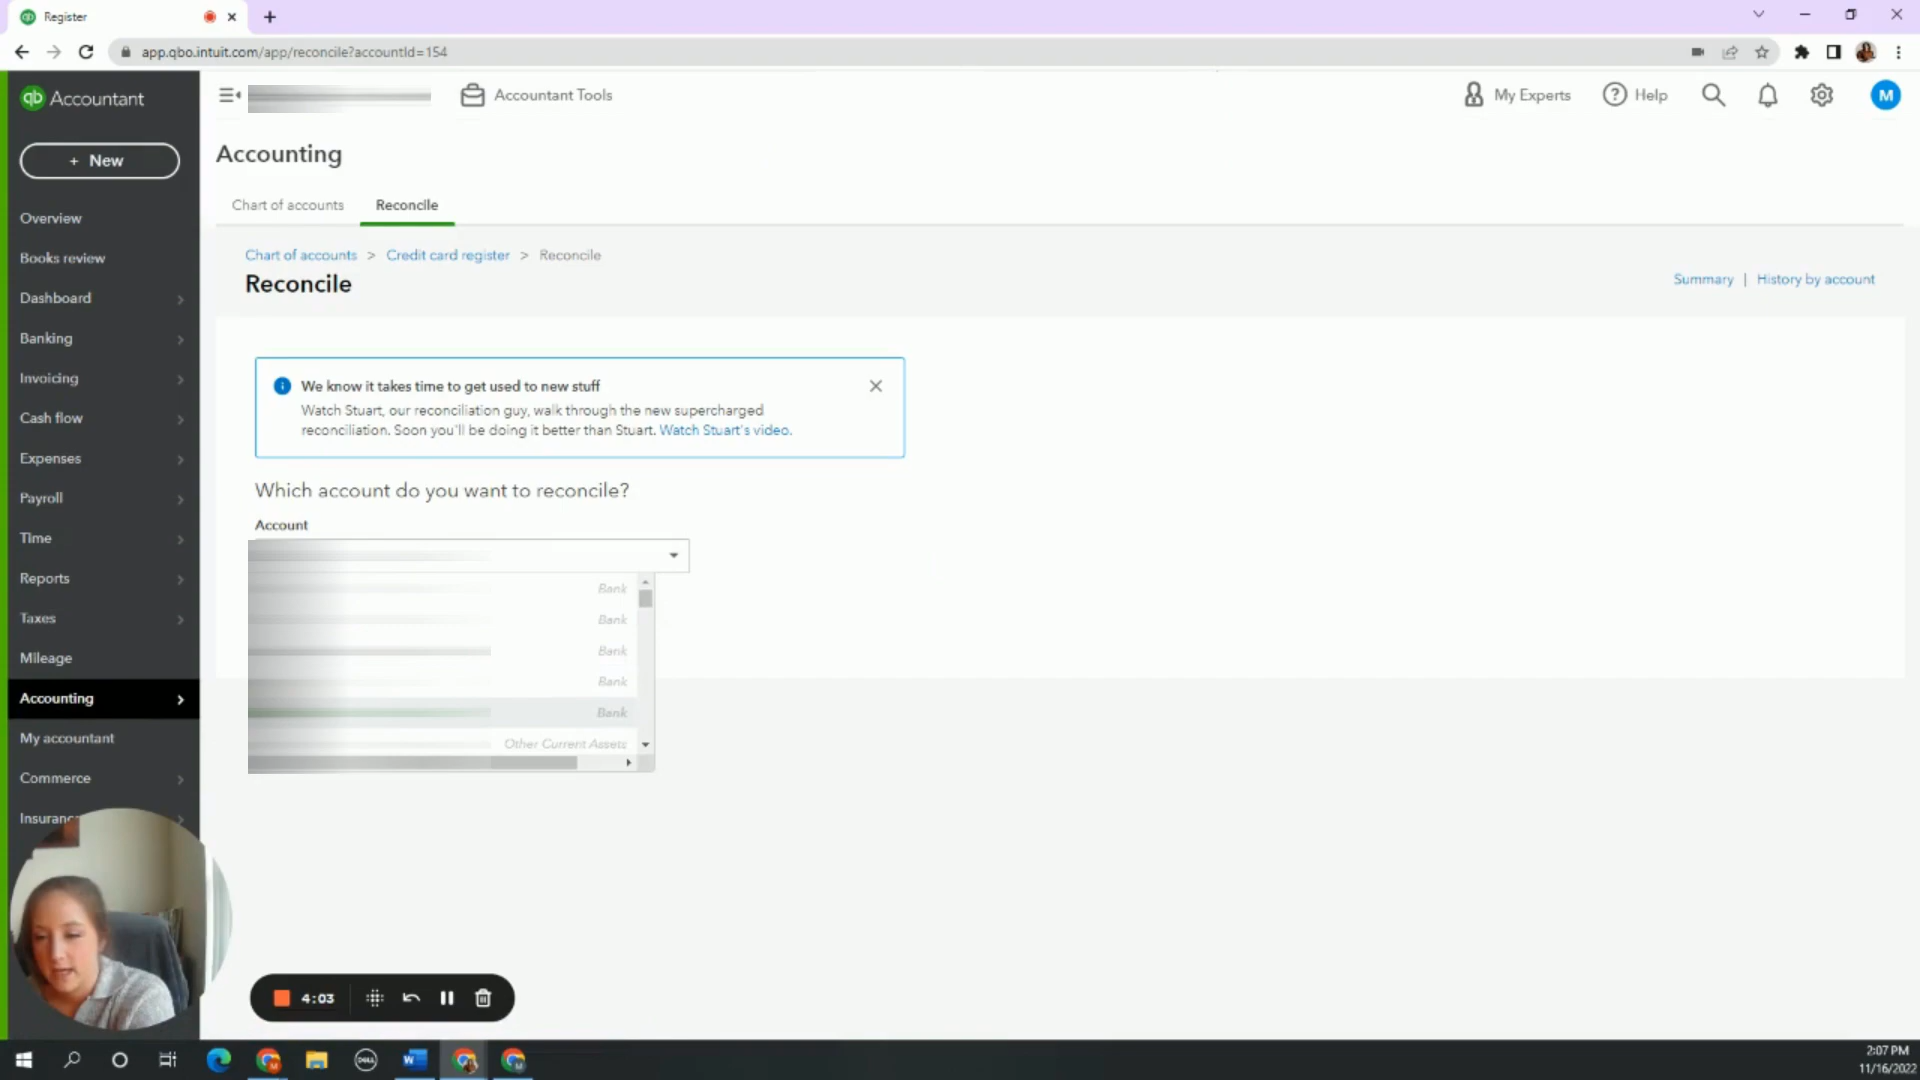 Register
app.qbo.intuit.com/app/reconcile?accountId=154
qb Accountant
Accountant Tools
My Experts
? Help
M
+ New
Accounting
Chart of accounts
Reconcile
Overview
Books review
Dashboard
Banking
Invoicing
Cash flow
Expenses
Payroll
Time
Reports
Taxes
Mileage
Accounting
My accountant
Commerce
Chart of accounts > Credit card register > Reconcile
Reconcile
Summary | History by account
We know it takes time to get used to new stuff
Watch Stuart, our reconciliation guy, walk through the new supercharged
reconciliation. Soon you'll be doing it better than Stuart. Watch Stuart's video.
Which account do you want to reconcile?
Account
Bank
Bank
Bank
Bank
Bank
Other Current Assets
4:03
DELL
W
2:07 PM
11/16/2022